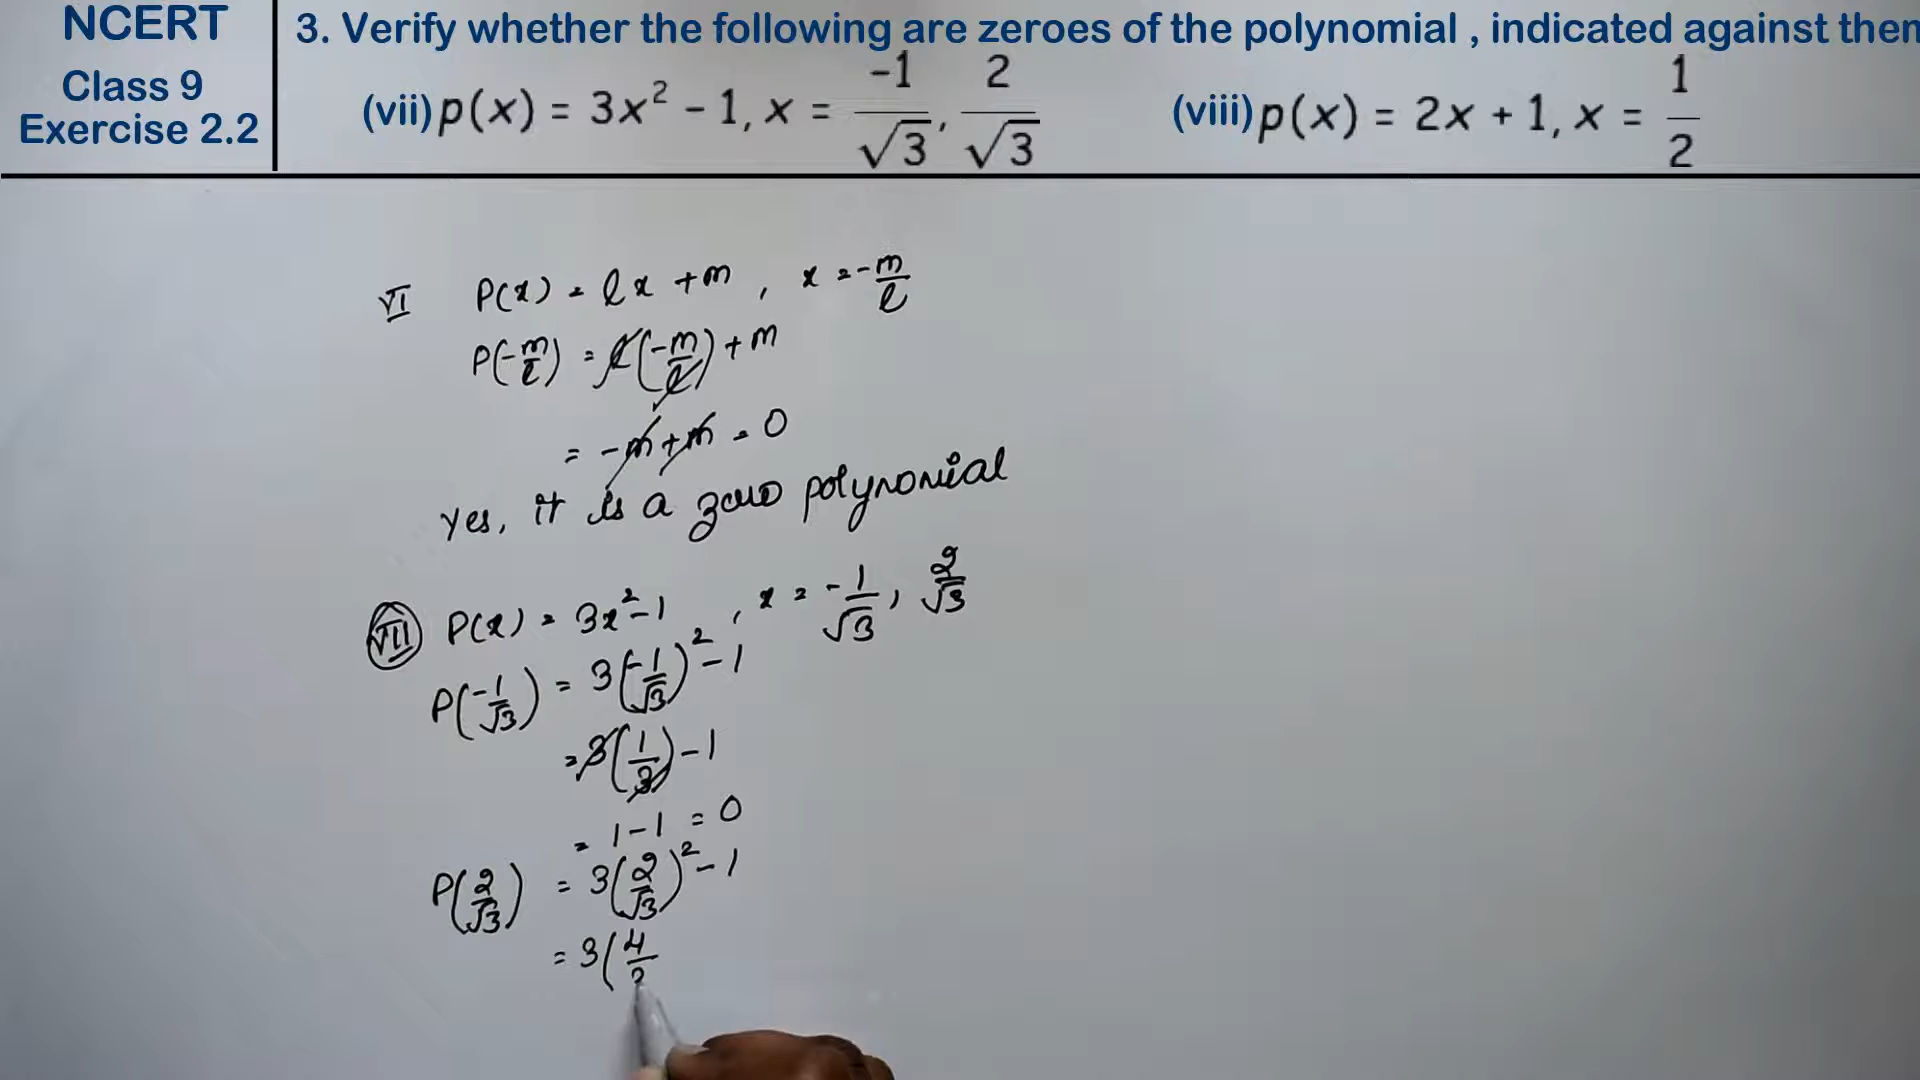 NCERT
Class 9
Exercise 2.2
3. Verify whether the following are zeroes of the polynomial , indicated against them
(vii) p(x) = 3x² - 1, x = -1/√3, 2/√3
(viii) p(x) = 2x + 1, x = 1/2
VI P(x) = lx + m, x = -m/l
P(-m/l) = l(-m/l) + m
= -m + m = 0
Yes, it is a zero polynomial
VII P(x) = 3x² - 1, x = -1/√3, 2/√3
P(-1/√3) = 3(-1/√3)² - 1
= 3(1/3) - 1
= 1 - 1 = 0
P(2/√3) = 3(2/√3)² - 1
= 3(4/